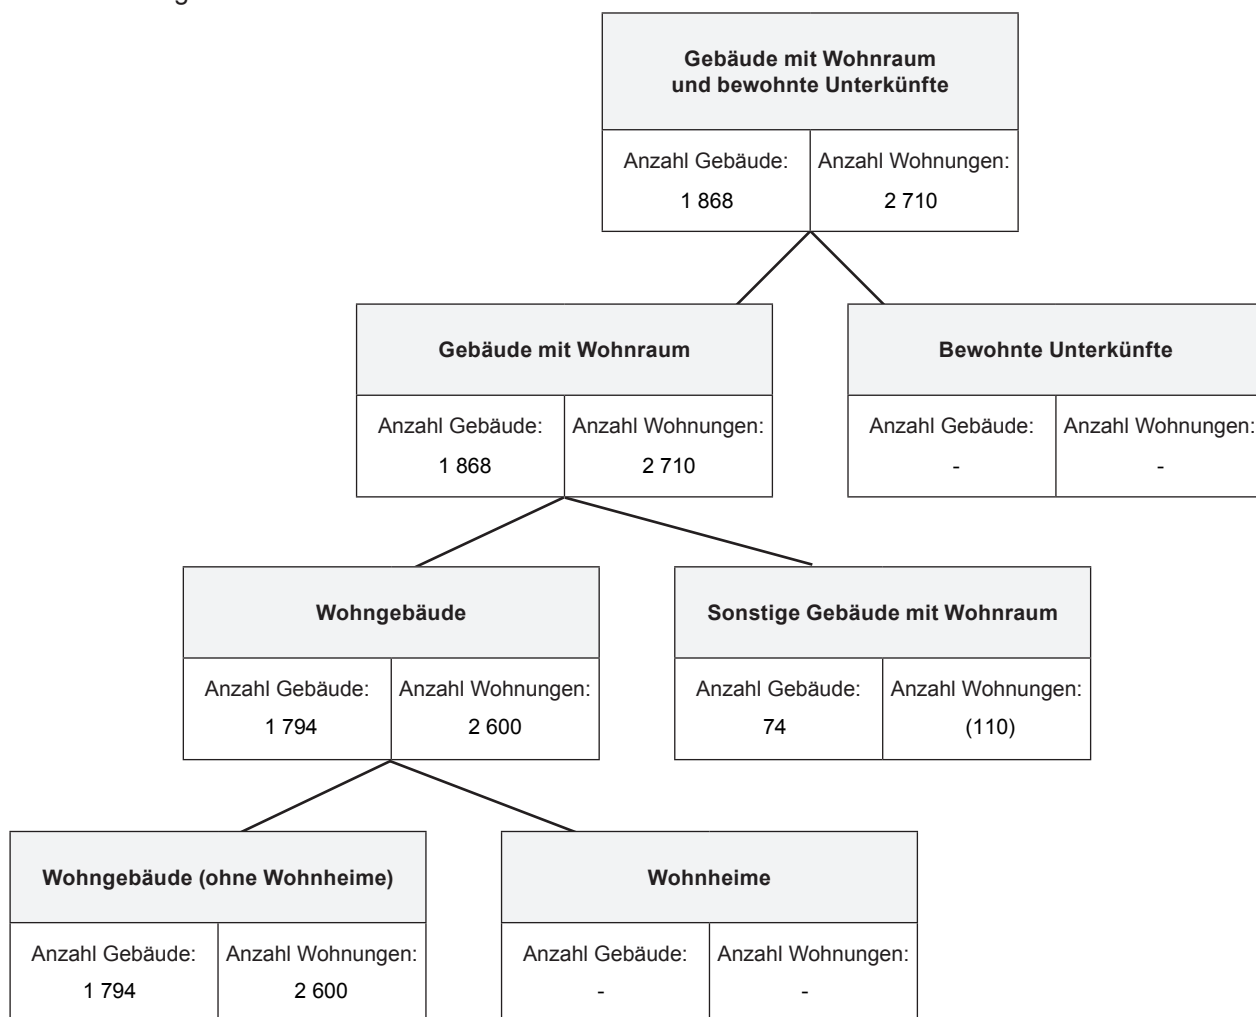 Gebäude mit Wohnraum
und bewohnte Unterkünfte
Anzahl Gebäude: Anzahl Wohnungen:
1 868 2 710
Gebäude mit Wohnraum Bewohnte Unterkünfte
Anzahl Gebäude: Anzahl Wohnungen: Anzahl Gebäude: Anzahl Wohnungen:
1 868 2 710 - -
Wohngebäude Sonstige Gebäude mit Wohnraum
Anzahl Gebäude: Anzahl Wohnungen: Anzahl Gebäude: Anzahl Wohnungen:
1 794 2 600 74 (110)
Wohngebäude (ohne Wohnheime) Wohnheime
Anzahl Gebäude: Anzahl Wohnungen: Anzahl Gebäude: Anzahl Wohnungen:
1 794 2 600 - -